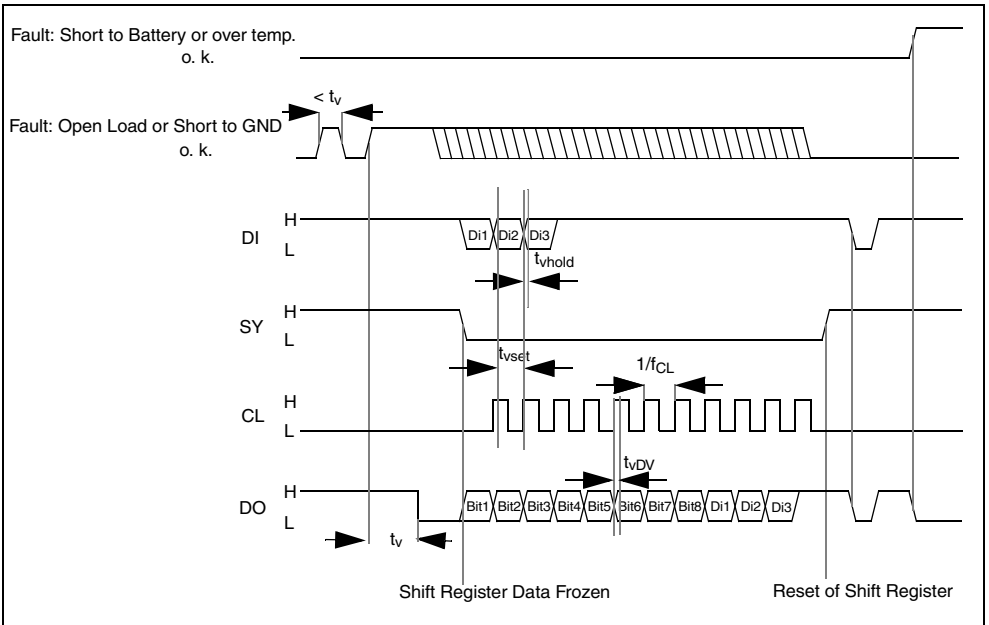 Fault: Short to Battery or over temp.
o. k.
< tv
Fault: Open Load or Short to GND
o. k.
H
DI
L
Di1 Di2 Di3
tvhold
H
SY
L
tvset
1/fCL
H
CL
L
tvDV
H
DO
L
Bit1 Bit2 Bit3 Bit4 Bit5 Bit6 Bit7 Bit8 Di1 Di2 Di3
tv
Shift Register Data Frozen
Reset of Shift Register